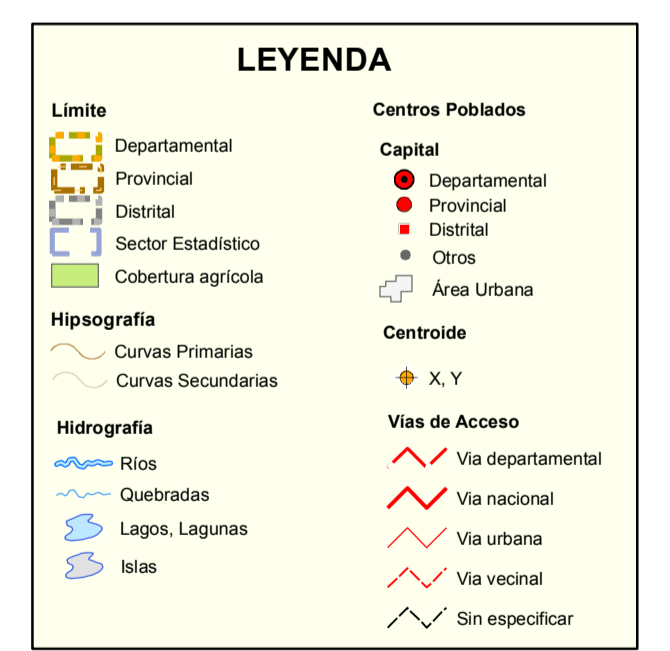 LEYENDA
Límite
Departamental
Provincial
Distrital
Sector Estadístico
Cobertura agrícola
Hipsografía
Curvas Primarias
Curvas Secundarias
Hidrografía
Ríos
Quebradas
Lagos, Lagunas
Islas
Centros Poblados
Capital
Departamental
Provincial
Distrital
Otros
Área Urbana
Centroide
X, Y
Vías de Acceso
Via departamental
Via nacional
Via urbana
Via vecinal
Sin especificar